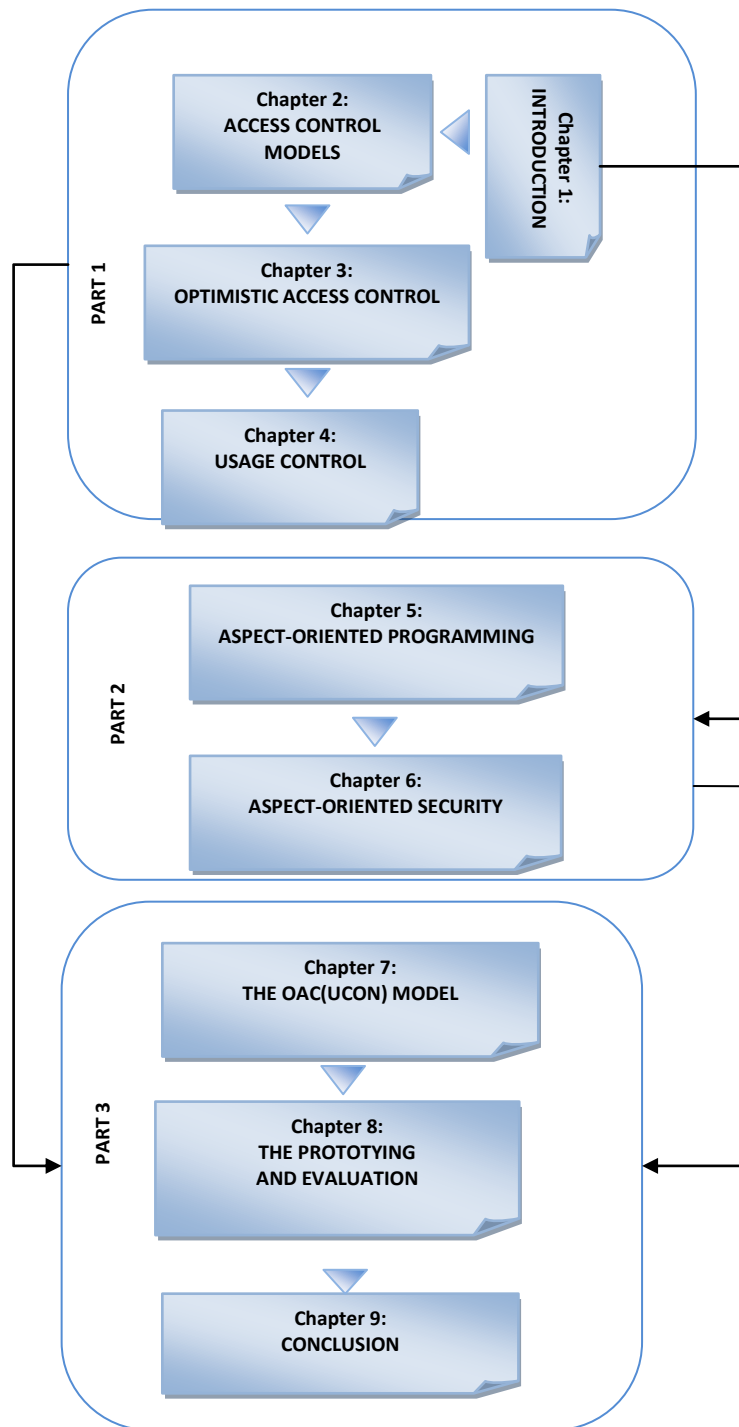 Chapter 1:
INTRODUCTION
Chapter 2:
ACCESS CONTROL
MODELS
Chapter 3:
OPTIMISTIC ACCESS CONTROL
Chapter 4:
USAGE CONTROL
PART 1
Chapter 5:
ASPECT-ORIENTED PROGRAMMING
Chapter 6:
ASPECT-ORIENTED SECURITY
PART 2
Chapter 7:
THE OAC(UCON) MODEL
Chapter 8:
THE PROTOTYING
AND EVALUATION
Chapter 9:
CONCLUSION
PART 3